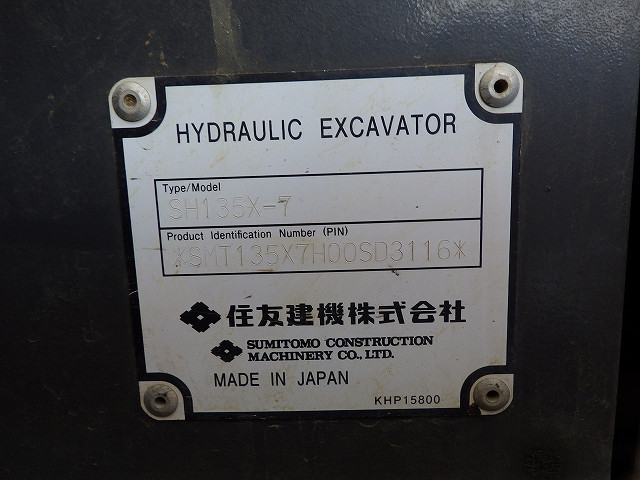 HYDRAULIC EXCAVATOR
Type/Model
SH135X-7
Product Identification Number (PIN)
*SMT135X7H00SD3116*
住友建機株式会社
SUMITOMO CONSTRUCTION
MACHINERY CO., LTD.
MADE IN JAPAN
KHP15800